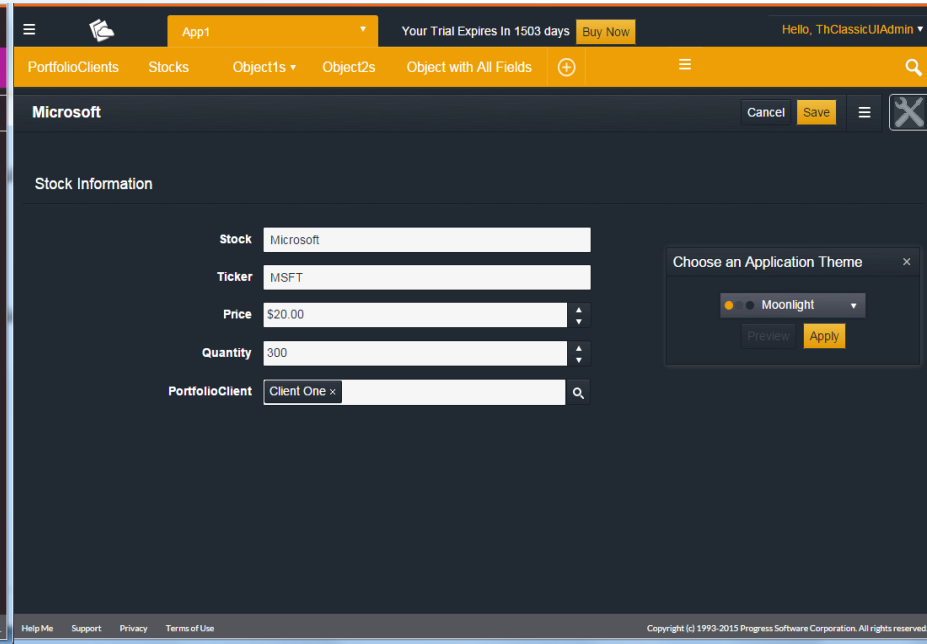 App1 Your Trial Expires In 1503 days Buy Now Hello, ThClassicUIAdmin
PortfolioClients Stocks Object1s Object2s Object with All Fields
Microsoft Cancel Save
Stock Information
Stock Microsoft
Ticker MSFT
Price $20.00
Quantity 300
PortfolioClient Client One ×
Choose an Application Theme ×
Moonlight
Preview Apply
Help Me Support Privacy Terms of Use Copyright (c) 1993-2015 Progress Software Corporation. All rights reserved